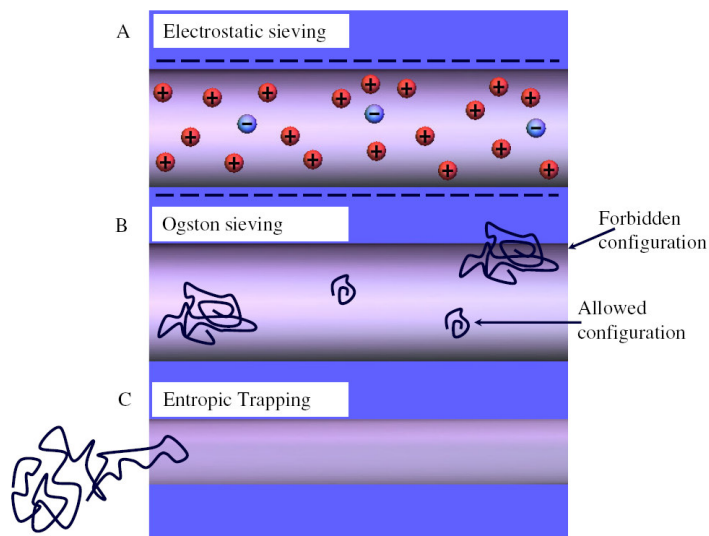 A
Electrostatic sieving
B
Ogston sieving
Forbidden
configuration
Allowed
configuration
C
Entropic Trapping